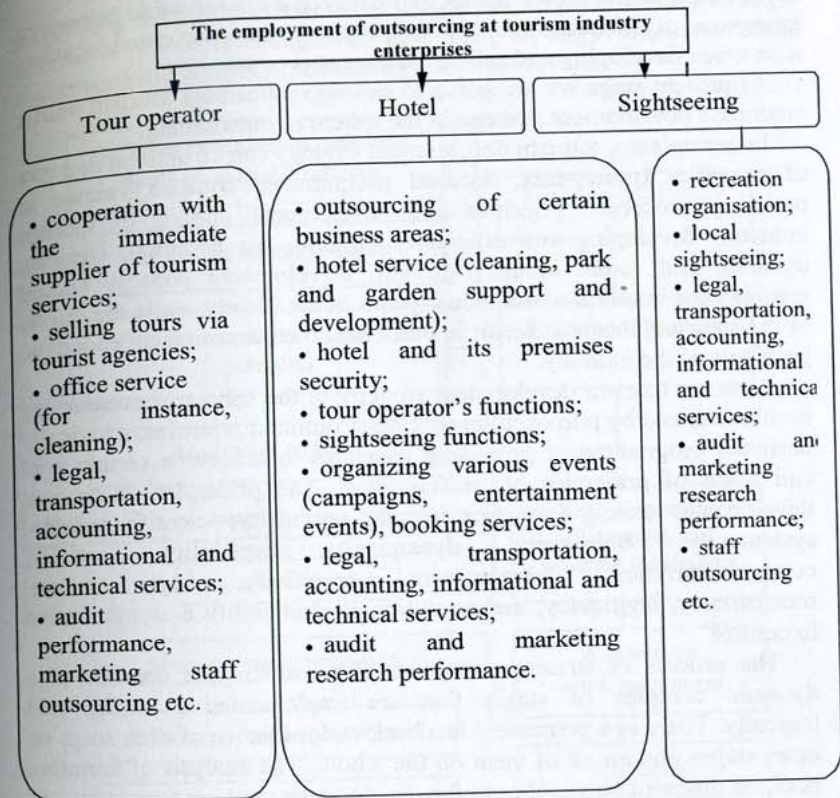 The employment of outsourcing at tourism industry
enterprises
Tour operator
Hotel
Sightseeing
• cooperation with
the immediate
supplier of tourist
services;
• selling tours via
tourist agencies;
• office service
(for instance,
cleaning);
• legal,
transportation,
accounting,
informational and
technical services;
• audit
performance,
marketing staff
outsourcing etc.
• outsourcing of certain
business areas;
• hotel service (cleaning, park
and garden support and
development);
• hotel and its premises
security;
• tour operator's functions;
• sightseeing functions;
• organizing various events
(campaigns, entertainment
events), booking services;
• legal, transportation,
accounting, informational and
technical services;
• audit and marketing
research performance.
• recreation
organisation;
• local
sightseeing;
• legal,
transportation,
accounting,
informational
and technica
services;
• audit an
marketing
research
performance;
• staff
outsourcing
etc.